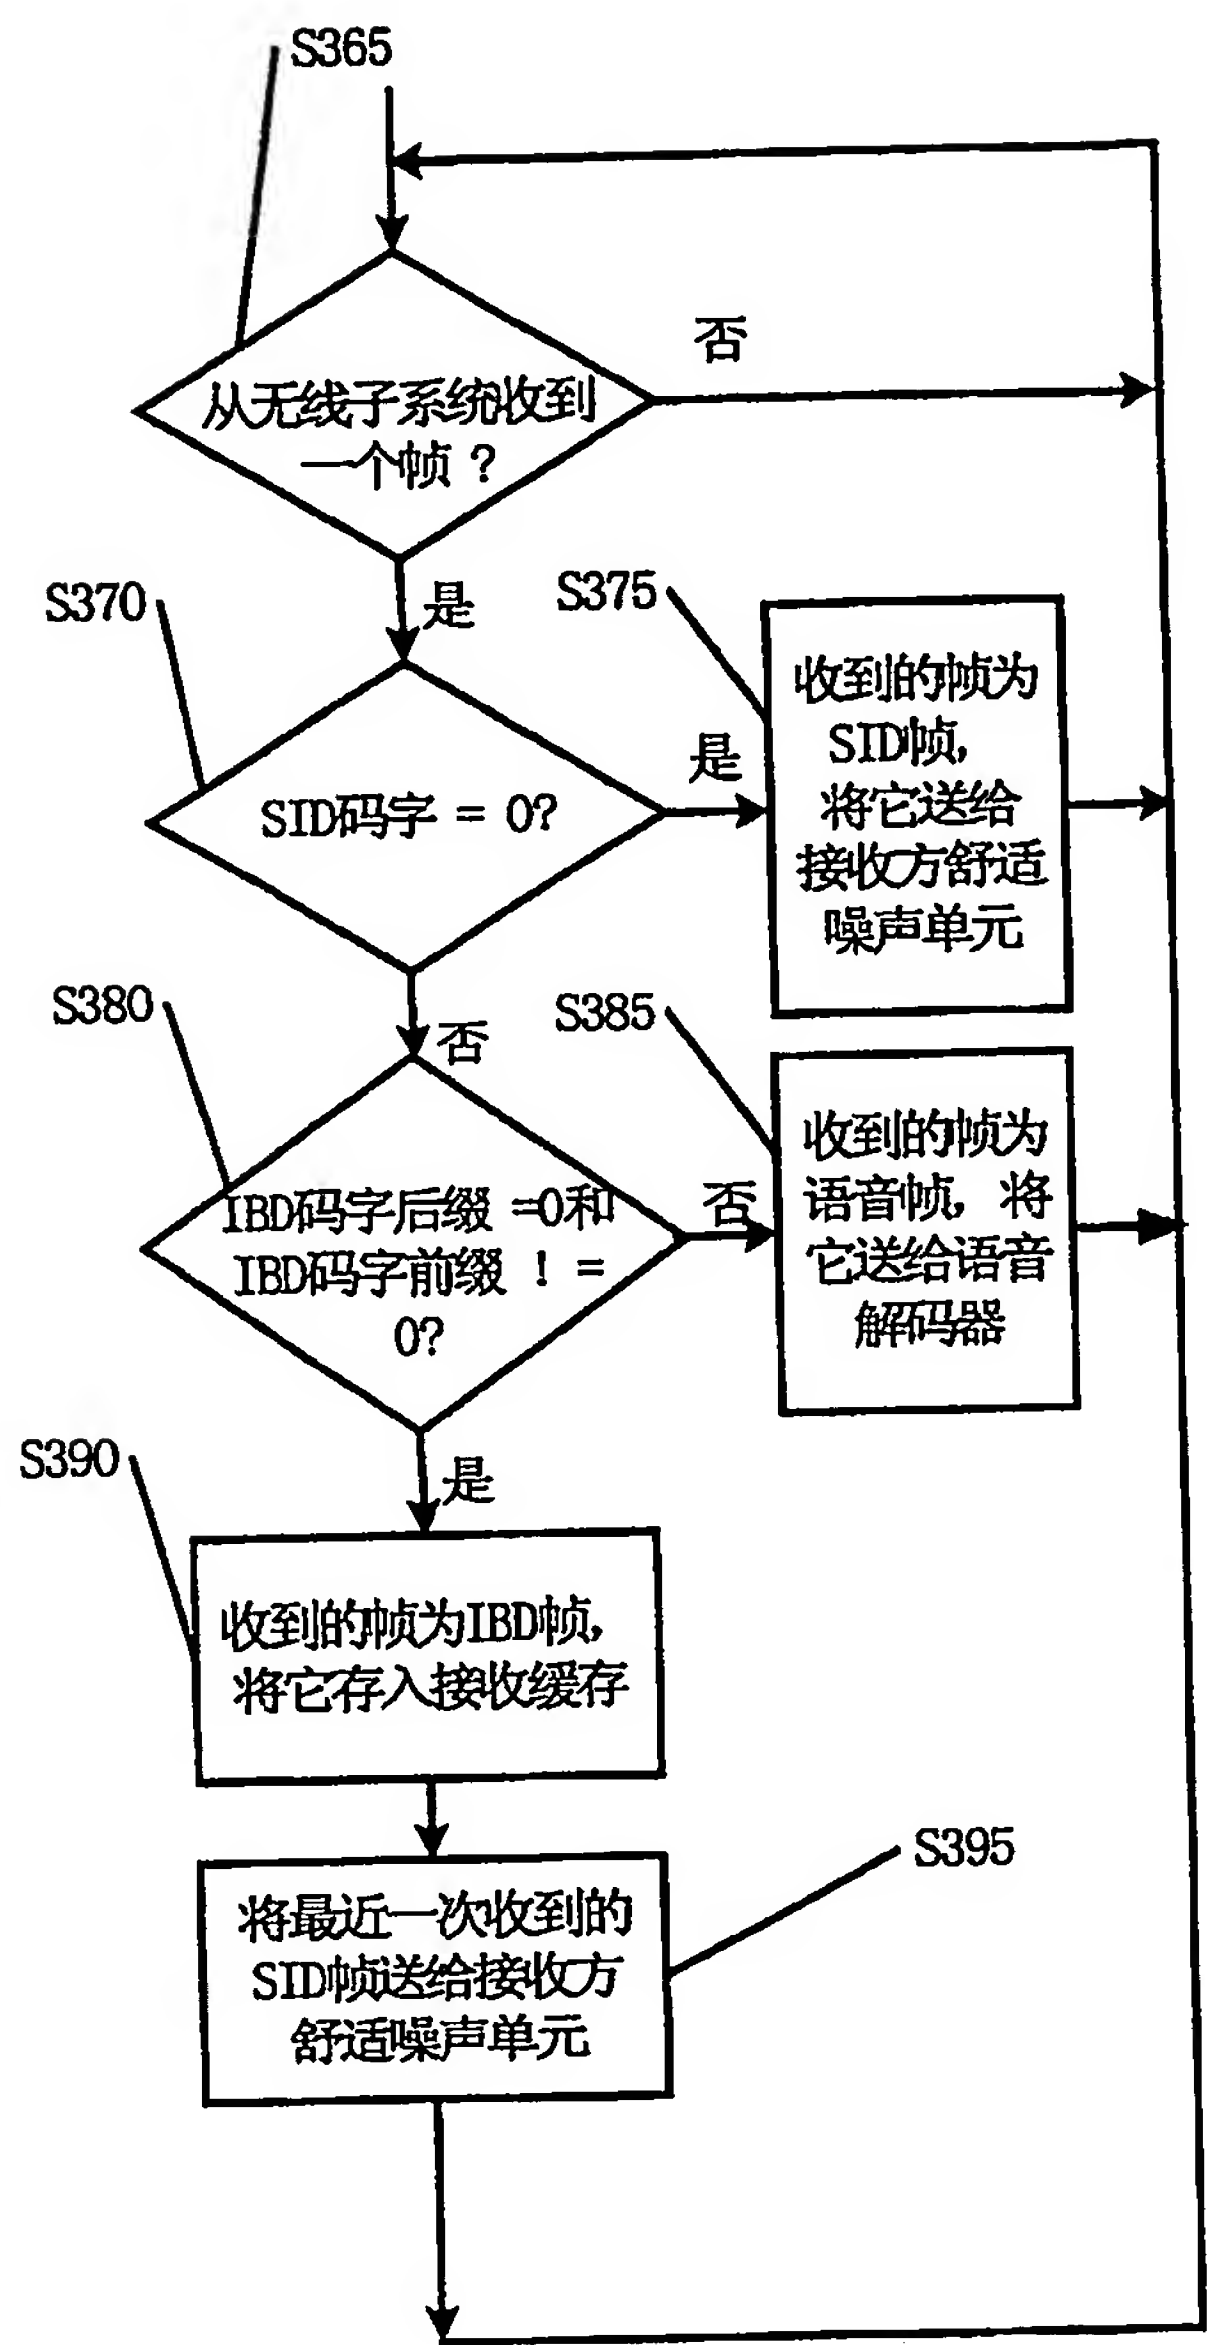 S365
否
从无线子系统收到
一个帧？
S370
是
S375
收到的帧为
SID帧，
将它送给
接收方舒适
噪声单元
是
SID码字 = 0?
S380
否
S385
收到的帧为
语音帧，将
它送给语音
解码器
否
IBD码字后缀 =0和
IBD码字前缀 ！=
0?
S390
是
收到的帧为IBD帧，
将它存入接收缓存
S395
将最近一次收到的
SID帧送给接收方
舒适噪声单元